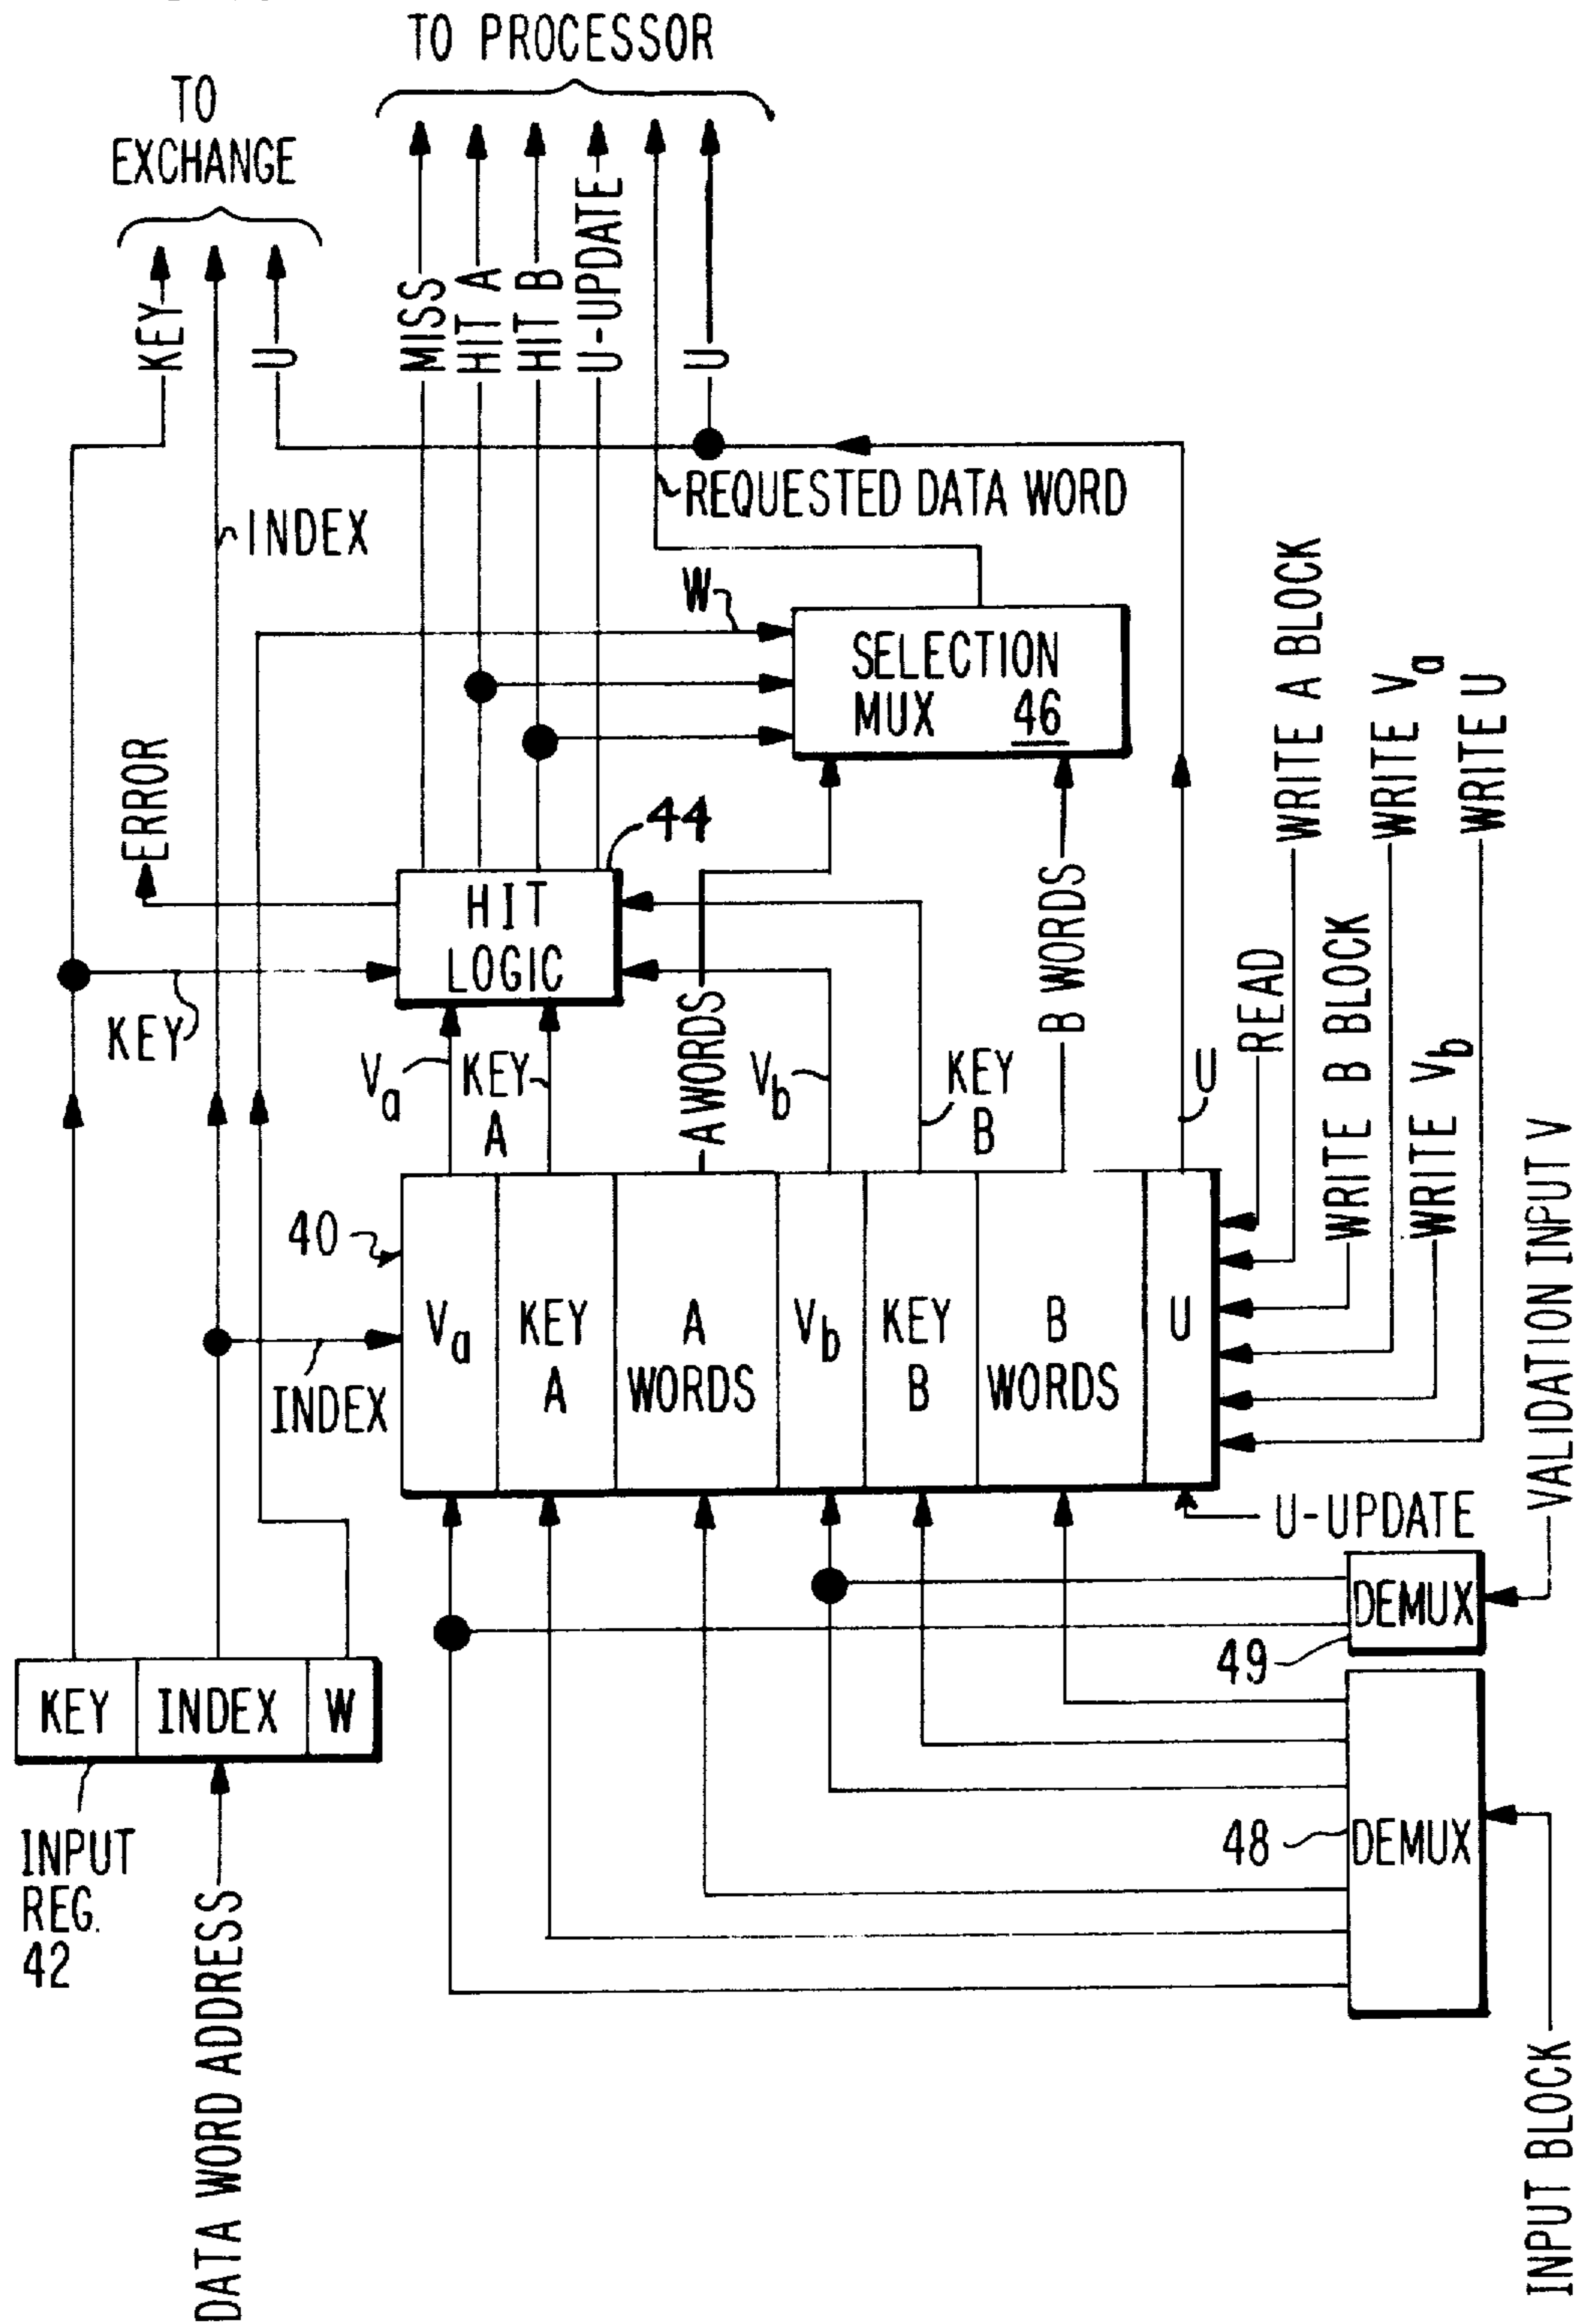 TO PROCESSOR
TO
EXCHANGE
KEY
U
MISS
HIT A
HIT B
U-UPDATE
U
REQUESTED DATA WORD
INDEX
W
SELECTION
MUX 46
ERROR
44
HIT
LOGIC
KEY
Va
KEY
A
A WORDS
Vb
KEY
B
B WORDS
U
READ
WRITE A BLOCK
WRITE B BLOCK
WRITE Va
WRITE Vb
WRITE U
VALIDATION INPUT V
40
Va
KEY
A
A
WORDS
Vb
KEY
B
B
WORDS
U
INDEX
U-UPDATE
DEMUX
49
KEY
INDEX
W
INPUT
REG.
42
DATA WORD ADDRESS
48
DEMUX
INPUT BLOCK